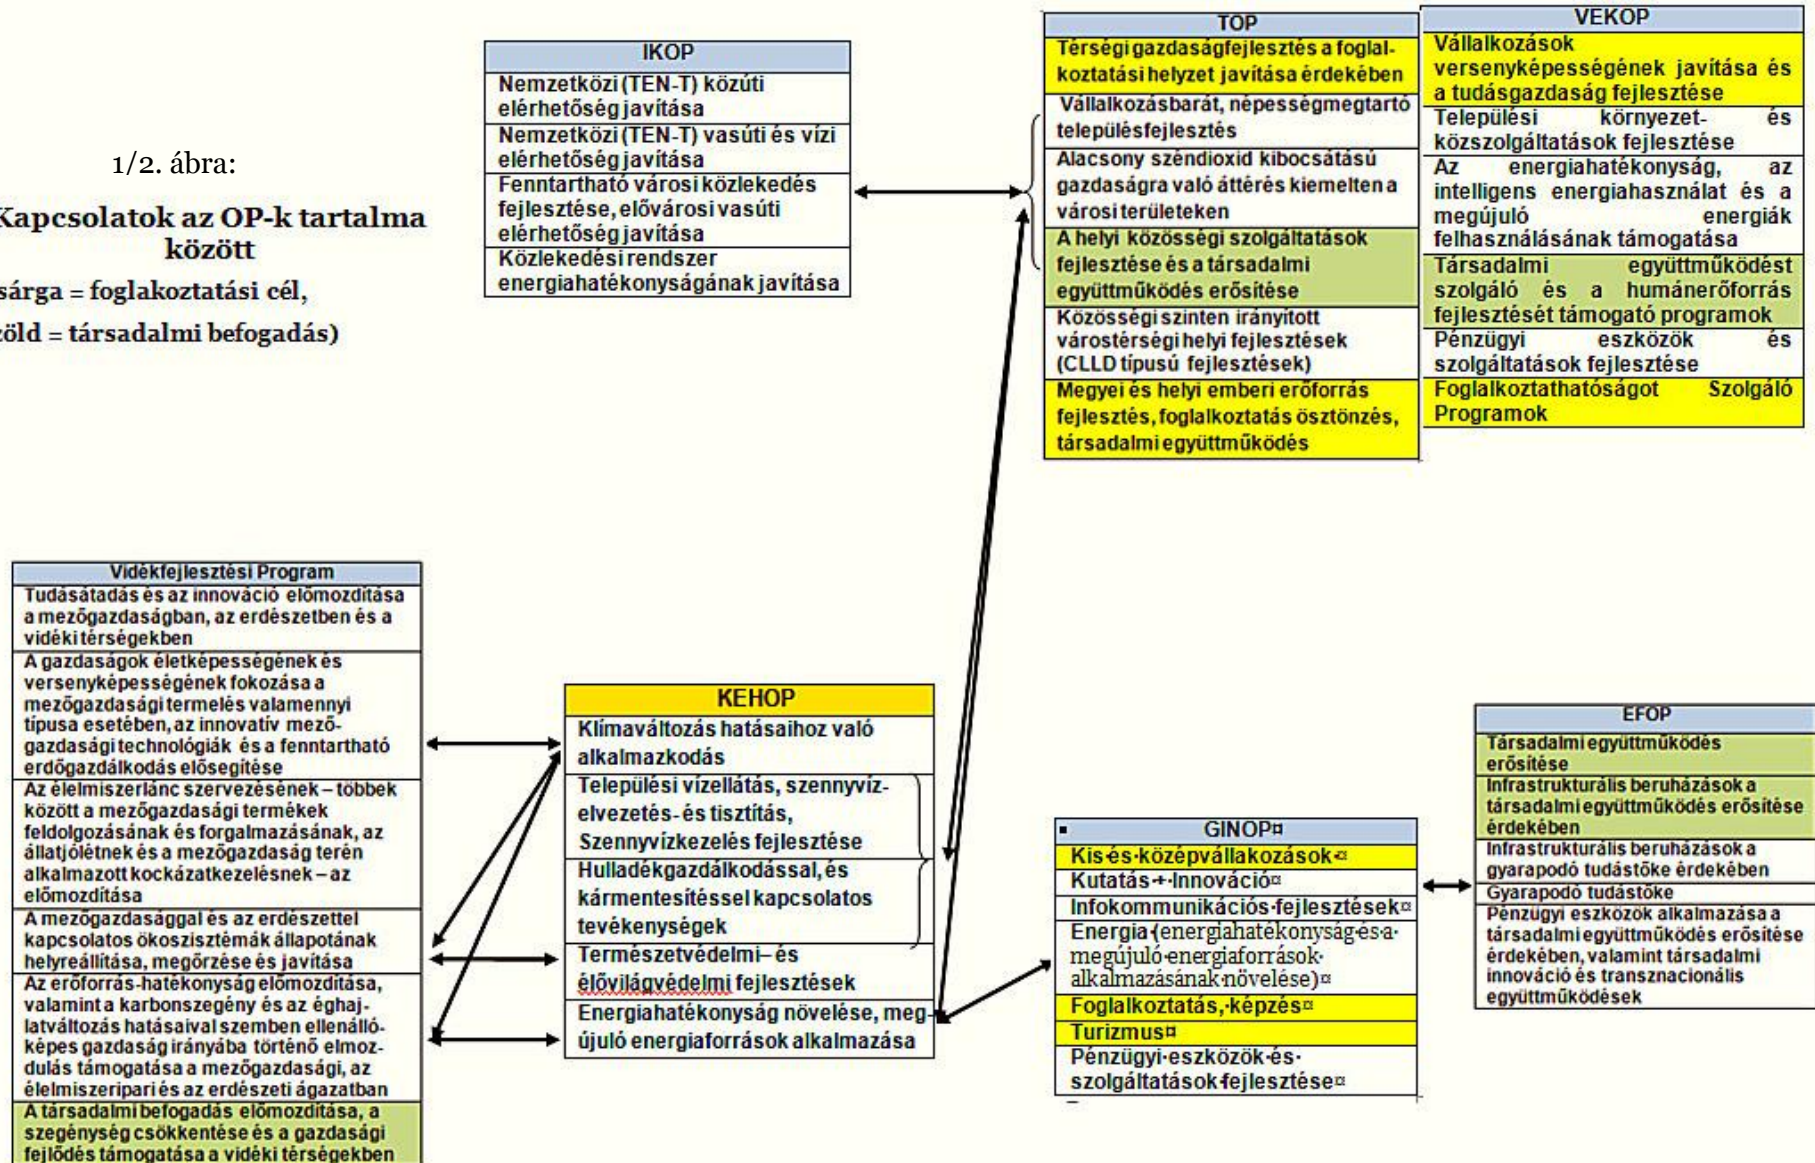 1/2. ábra:
Kapcsolatok az OP-k tartalma
között
sárga = foglakoztatási cél,
zöld = társadalmi befogadás)
IKOP
Nemzetközi (TEN-T) közúti
elérhetőség javítása
Nemzetközi (TEN-T) vasúti és vízi
elérhetőség javítása
Fenntartható városi közlekedés
fejlesztése, elővárosi vasúti
elérhetőség javítása
Közlekedési rendszer
energiahatékonyságának javítása
TOP
Térségi gazdaságfejlesztés a foglal-
koztatási helyzet javítása érdekében
Vállalkozásbarát, népességmegtartó
településfejlesztés
Alacsony széndioxid kibocsátású
gazdaságra való áttérés kiemelten a
városi területeken
A helyi közösségi szolgáltatások
fejlesztése és a társadalmi
együttműködés erősítése
Közösségi szinten irányított
várostérségi helyi fejlesztések
(CLLD típusú fejlesztések)
Megyei és helyi emberi erőforrás
fejlesztés, foglalkoztatás ösztönzés,
társadalmi együttműködés
VEKOP
Vállalkozások
versenyképességének javítása és
a tudásgazdaság fejlesztése
Települési környezet- és
közszolgáltatások fejlesztése
Az energiahatékonyság, az
intelligens energiahasználat és a
megújuló energiák
felhasználásának támogatása
Társadalmi együttműködést
szolgáló és a humánerőforrás
fejlesztését támogató programok
Pénzügyi eszközök és
szolgáltatások fejlesztése
Foglalkoztathatóságot Szolgáló
Programok
Vidékfejlesztési Program
Tudásátadás és az innováció előmozdítása
a mezőgazdaságban, az erdészetben és a
vidéki térségekben
A gazdaságok életképességének és
versenyképességének fokozása a
mezőgazdasági termelés valamennyi
típusa esetében, az innovatív mező-
gazdasági technológiák és a fenntartható
erdőgazdálkodás elősegítése
Az élelmiszerlánc szervezésének – többek
között a mezőgazdasági termékek
feldolgozásának és forgalmazásának, az
állatjólétnek és a mezőgazdaság terén
alkalmazott kockázatkezelésnek – az
előmozdítása
A mezőgazdasággal és az erdészettel
kapcsolatos ökoszisztémák állapotának
helyreállítása, megőrzése és javítása
Az erőforrás-hatékonyság előmozdítása,
valamint a karbonszegény és az éghaj-
latváltozás hatásaival szemben ellenálló-
képes gazdaság irányába történő elmoz-
dulás támogatása a mezőgazdasági, az
élelmiszeripari és az erdészeti ágazatban
A társadalmi befogadás előmozdítása, a
szegénység csökkentése és a gazdasági
fejlődés támogatása a vidéki térségekben
KEHOP
Klímaváltozás hatásaihoz való
alkalmazkodás
Települési vízellátás, szennyvíz-
elvezetés- és tisztítás,
Szennyvízkezelés fejlesztése
Hulladékgazdálkodással, és
kármentesítéssel kapcsolatos
tevékenységek
Természetvédelmi– és
élővilágvédelmi fejlesztések
Energiahatékonyság növelése, meg-
újuló energiaforrások alkalmazása
▪ GINOP¤
Kis·és·középvállakozások·¤
Kutatás·+·Innováció¤
Infokommunikációs·fejlesztések¤
Energia·(energiahatékonyság·és·a·
megújuló·energiaforrások·
alkalmazásának·növelése)¤
Foglalkoztatás,·képzés¤
Turizmus¤
Pénzügyi·eszközök·és·
szolgáltatások·fejlesztése¤
EFOP
Társadalmi együttműködés
erősítése
Infrastrukturális beruházások a
társadalmi együttműködés erősítése
érdekében
Infrastrukturális beruházások a
gyarapodó tudástőke érdekében
Gyarapodó tudástőke
Pénzügyi eszközök alkalmazása a
társadalmi együttműködés erősítése
érdekében, valamint társadalmi
innováció és transznacionális
együttműködések